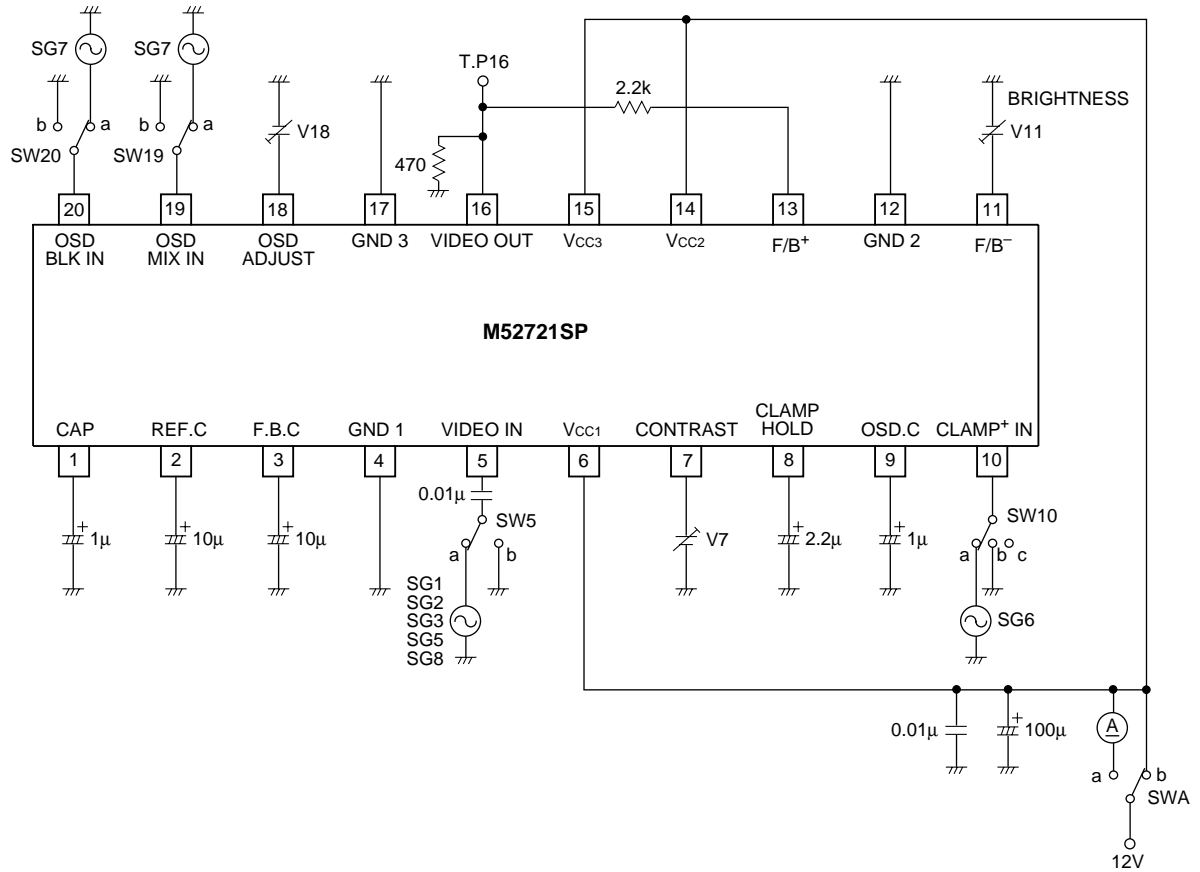 SG7
SG7
T.P16
2.2k
BRIGHTNESS
b
a
b
a
V18
V11
SW20
SW19
470
20
19
18
17
16
15
14
13
12
11
OSD
BLK IN
OSD
MIX IN
OSD
ADJUST
GND 3
VIDEO OUT
VCC3
VCC2
F/B+
GND 2
F/B−
M52721SP
CAP
REF.C
F.B.C
GND 1
VIDEO IN
VCC1
CONTRAST
CLAMP
HOLD
OSD.C
CLAMP+ IN
1
2
3
4
5
6
7
8
9
10
0.01μ
SW5
SW10
+
1μ
+
10μ
+
10μ
a
b
V7
+
2.2μ
+
1μ
a
b
c
SG1
SG2
SG3
SG5
SG8
SG6
0.01μ
+
100μ
A
a
b
SWA
12V